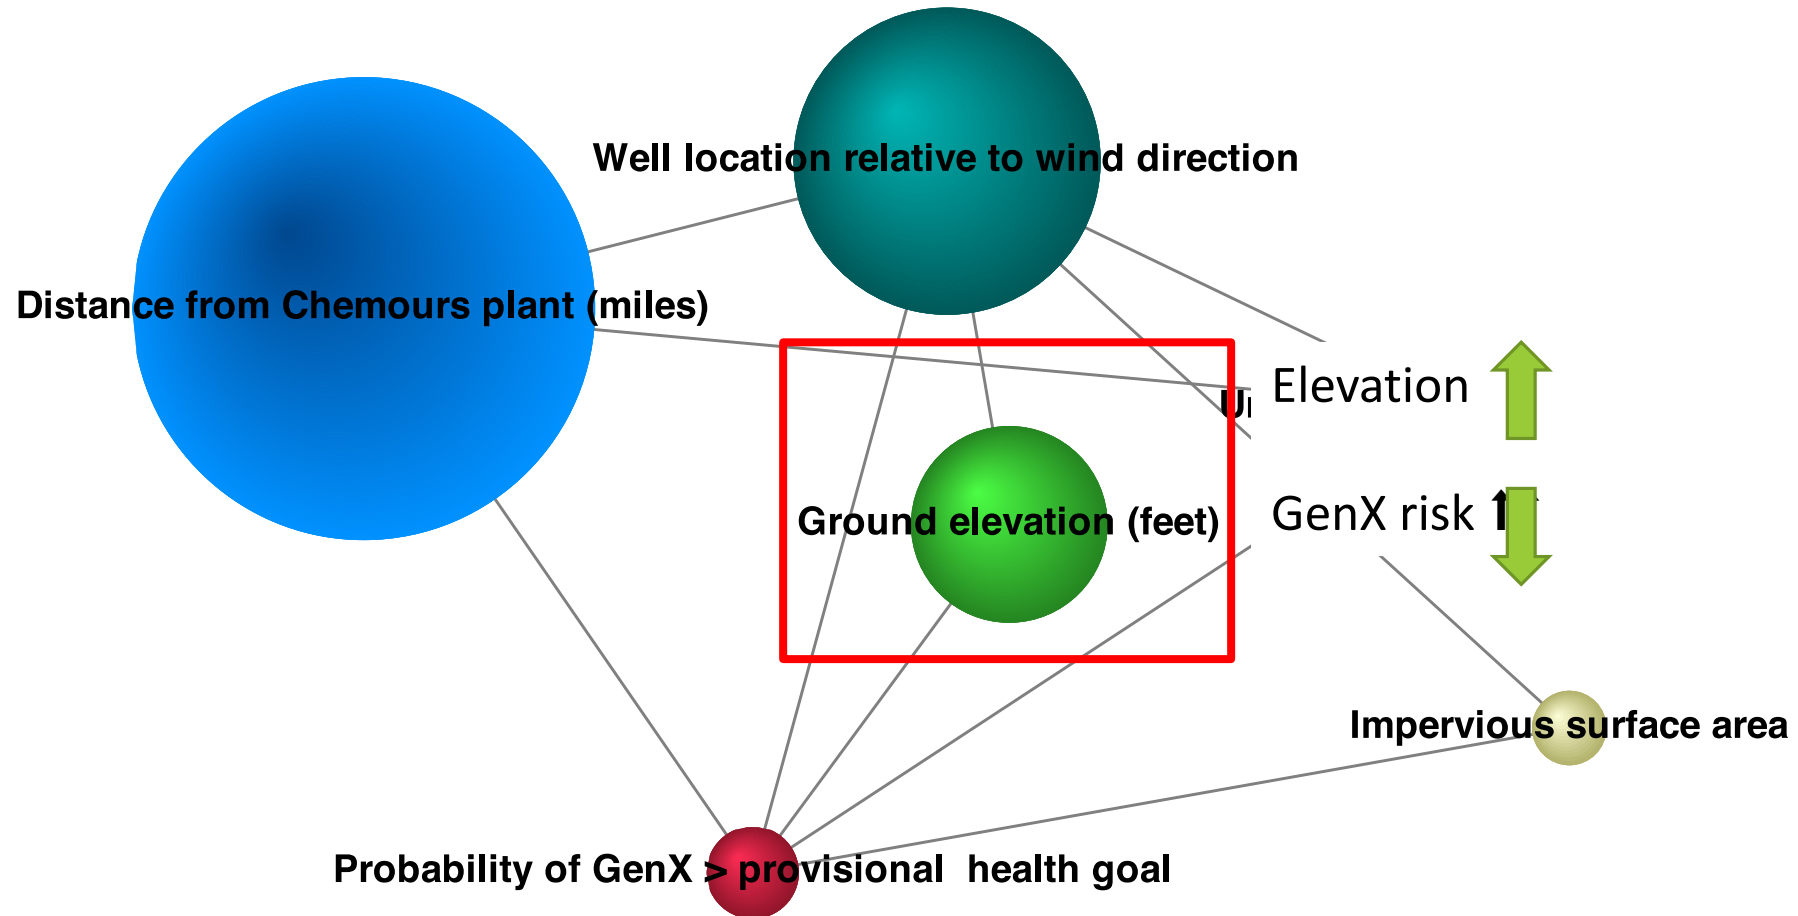 Well location relative to wind direction
Distance from Chemours plant (miles)
Elevation
Ground elevation (feet)
GenX risk
Impervious surface area
Probability of GenX > provisional  health goal